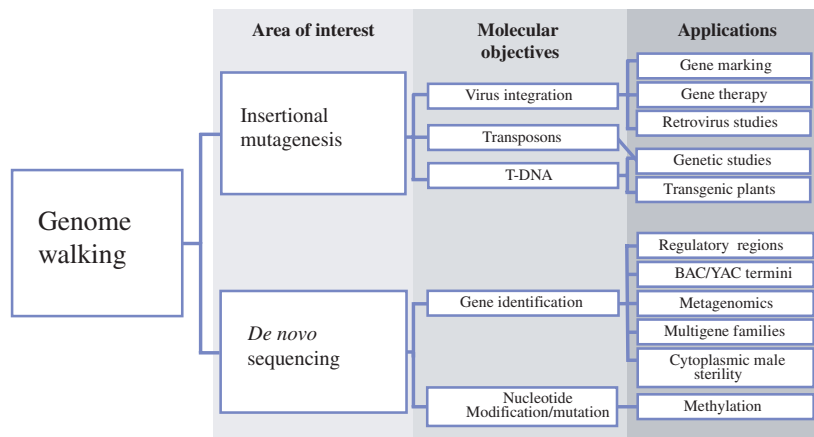 Area of interest
Molecular
objectives
Applications
Genome
walking
Insertional
mutagenesis
Virus integration
Transposons
T-DNA
Gene marking
Gene therapy
Retrovirus studies
Genetic studies
Transgenic plants
De novo
sequencing
Gene identification
Nucleotide
Modification/mutation
Regulatory regions
BAC/YAC termini
Metagenomics
Multigene families
Cytoplasmic male
sterility
Methylation